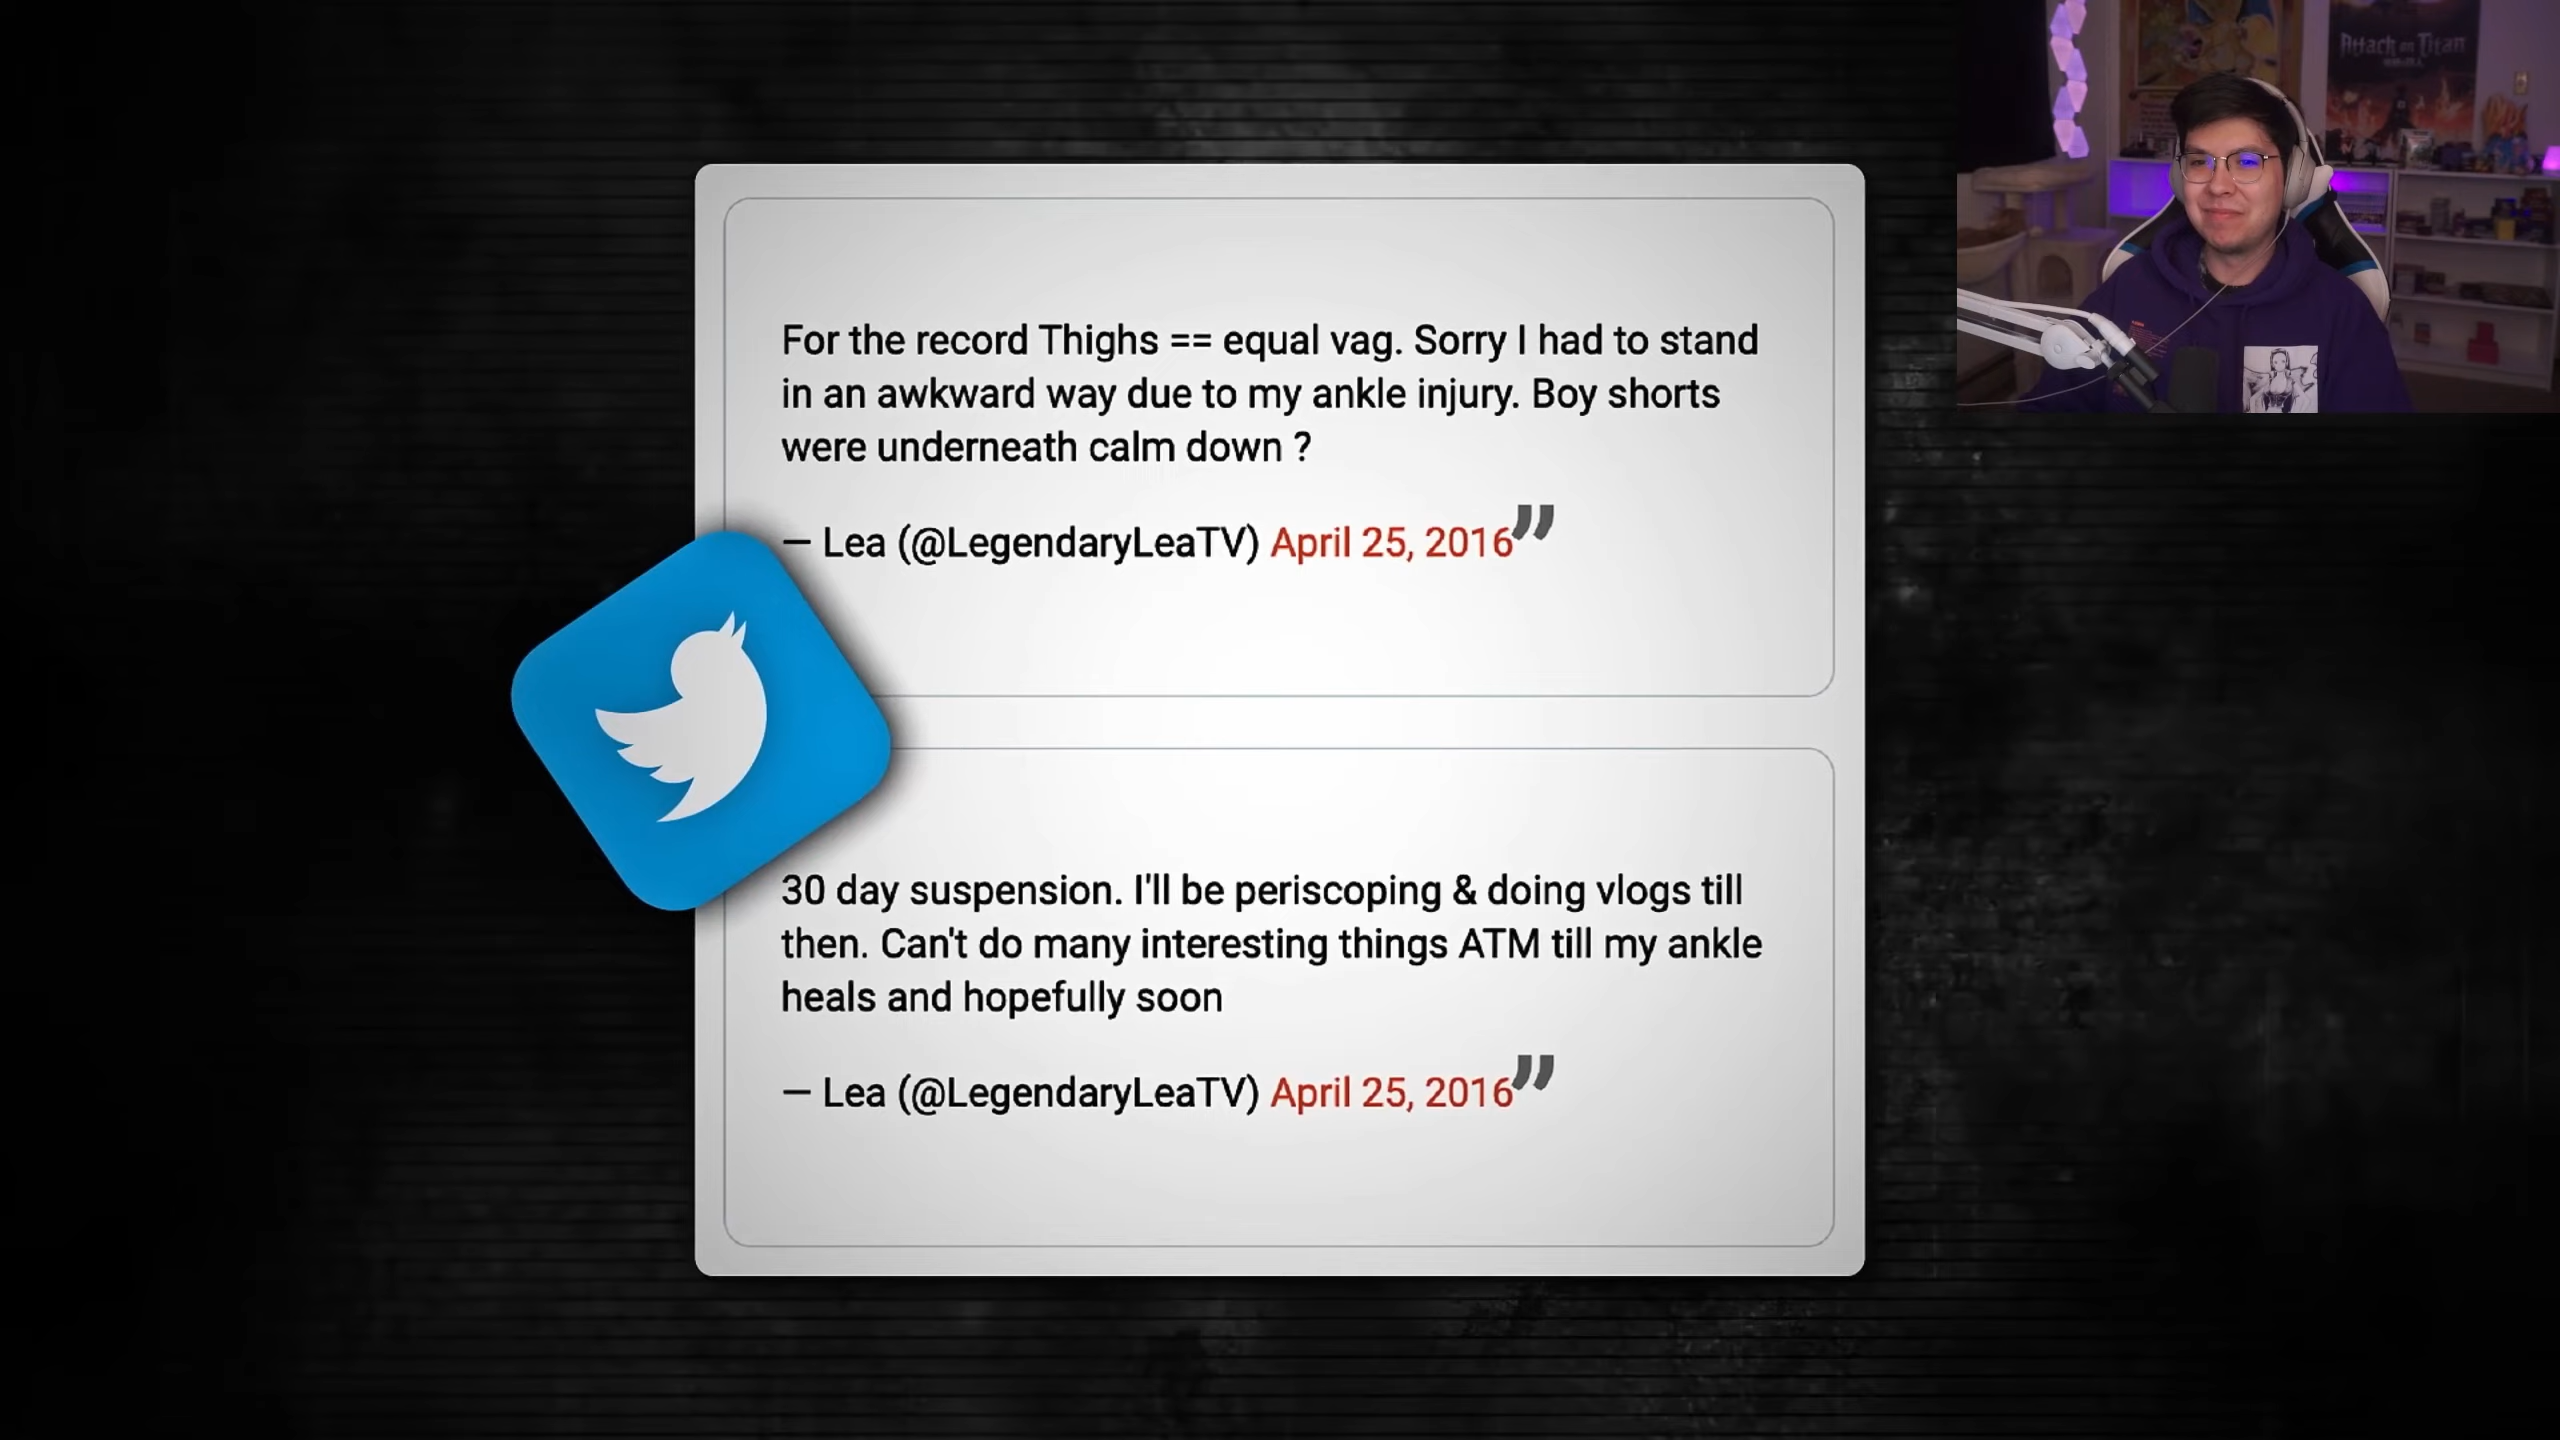 Attack on Titan
For the record Thighs == equal vag. Sorry I had to stand
in an awkward way due to my ankle injury. Boy shorts
were underneath calm down ?
— Lea (@LegendaryLeaTV) April 25, 2016”
30 day suspension. I'll be periscoping & doing vlogs till
then. Can't do many interesting things ATM till my ankle
heals and hopefully soon
— Lea (@LegendaryLeaTV) April 25, 2016”